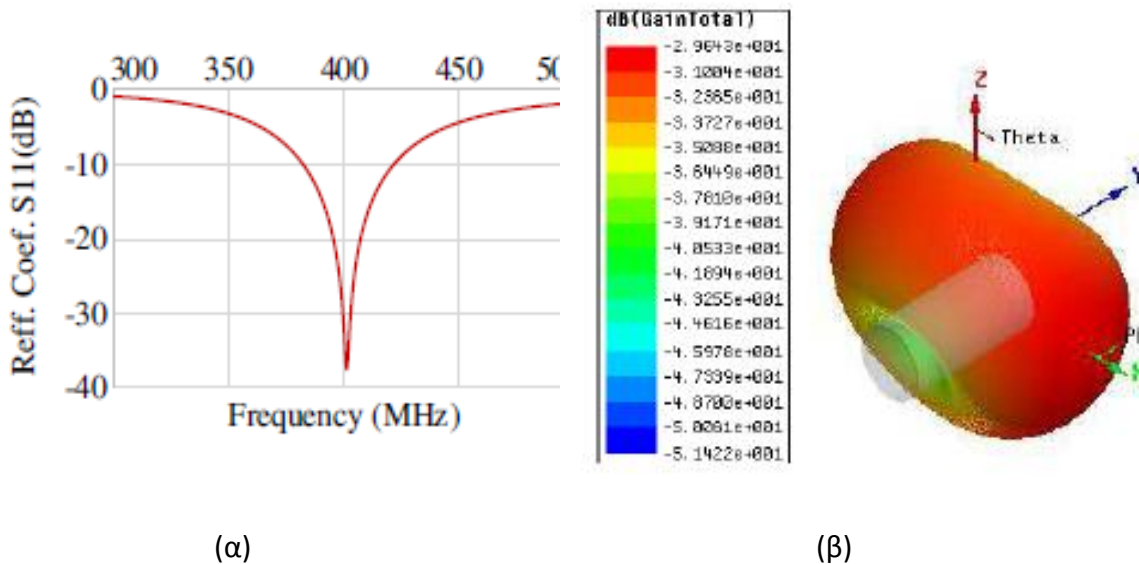 300 350 400 450 50
0
-10
-20
-30
-40
Reff. Coef. S11(dB)
Frequency (MHz)
dB(GainTotal)
-2.9643e+001
-3.1004e+001
-3.2365e+001
-3.3727e+001
-3.5088e+001
-3.6449e+001
-3.7810e+001
-3.9171e+001
-4.0533e+001
-4.1894e+001
-4.3255e+001
-4.4616e+001
-4.5978e+001
-4.7339e+001
-4.8700e+001
-5.0061e+001
-5.1422e+001
Z
Theta
Y
(α)
(β)